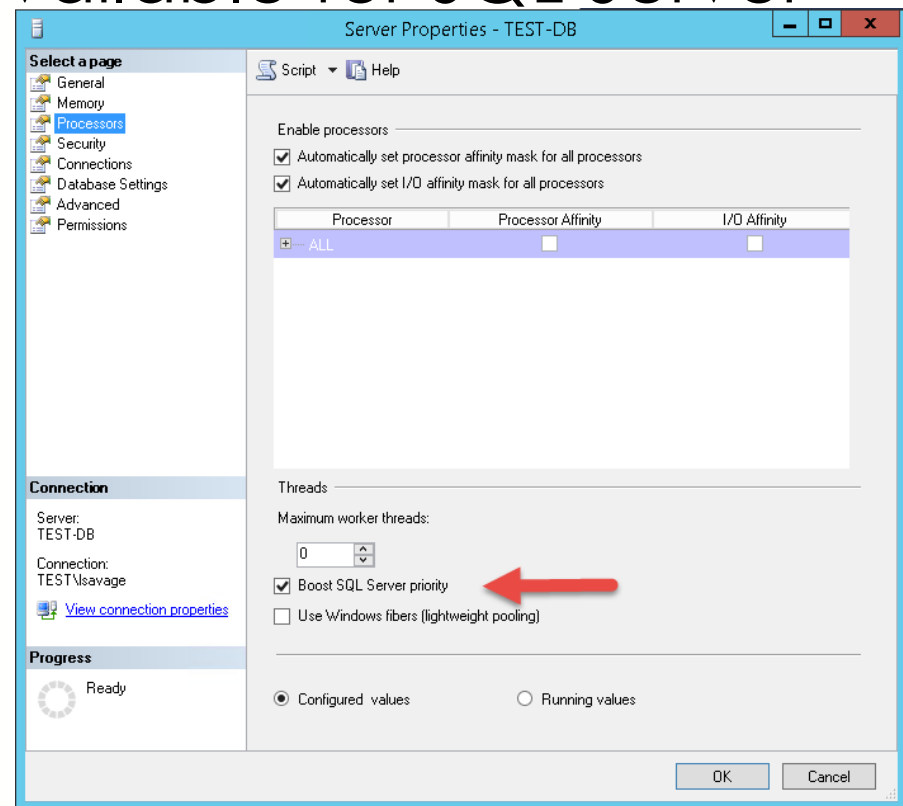 SQL Server
Server Properties - TEST-DB
Select a page
General
Memory
Processors
Security
Connections
Database Settings
Advanced
Permissions
Script Help
Enable processors
Automatically set processor affinity mask for all processors
Automatically set I/O affinity mask for all processors
Processor Processor Affinity I/O Affinity
ALL
Threads
Maximum worker threads:
0
Boost SQL Server priority
Use Windows fibers (lightweight pooling)
Configured values Running values
Connection
Server:
TEST-DB
Connection:
TEST\lsavage
View connection properties
Progress
Ready
OK Cancel